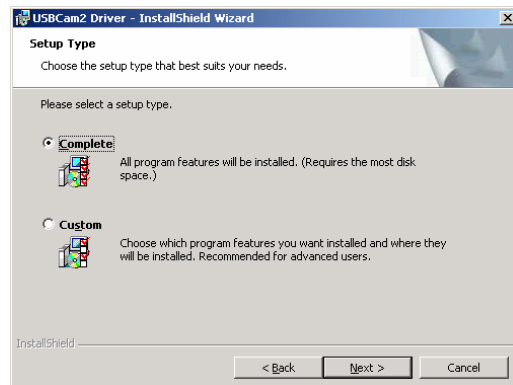 USBCam2 Driver - InstallShield Wizard
Setup Type
Choose the setup type that best suits your needs.
Please select a setup type.
Complete
All program features will be installed. (Requires the most disk
space.)
Custom
Choose which program features you want installed and where they
will be installed. Recommended for advanced users.
InstallShield
< Back Next > Cancel